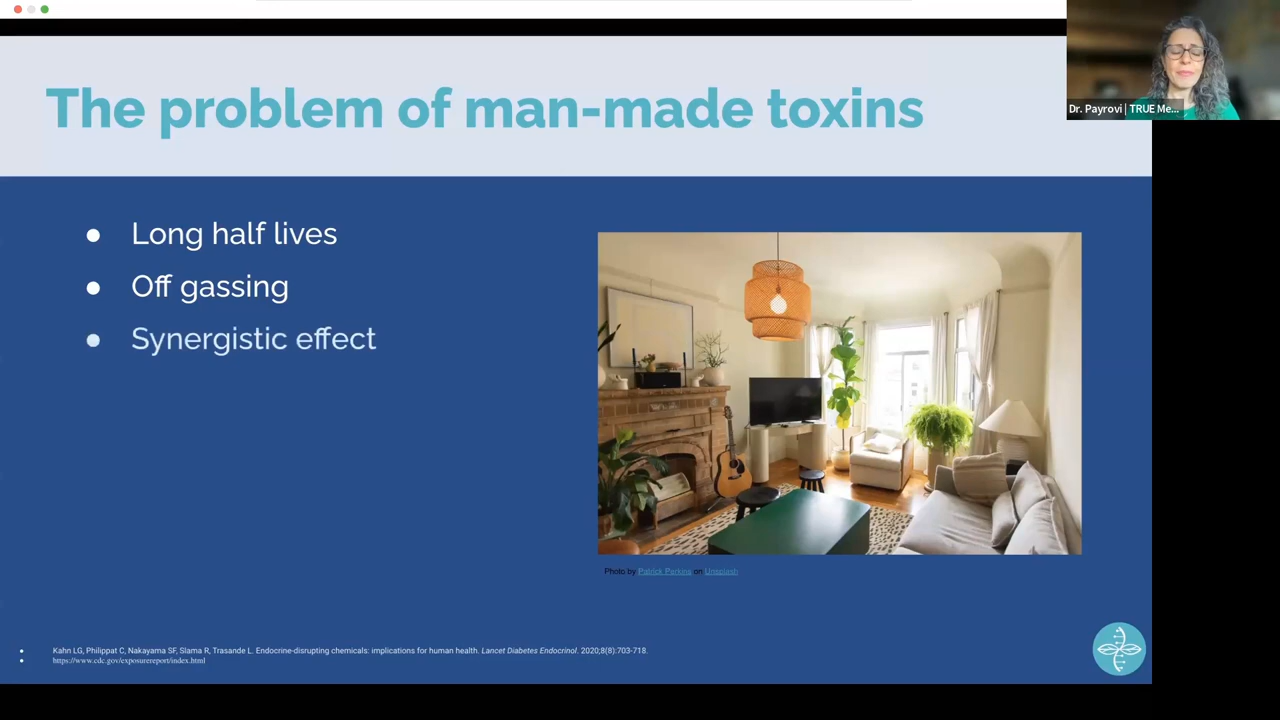 The problem of man-made toxins
Dr. Payrovi | TRUE Me...
● Long half lives
● Off gassing
● Synergistic effect
Photo by Patrick Perkins on Unsplash
● Kahn LG, Philippat C, Nakayama SF, Slama R, Trasande L. Endocrine-disrupting chemicals: implications for human health. Lancet Diabetes Endocrinol. 2020;8(8):703-718.
● https://www.cdc.gov/exposurereport/index.html